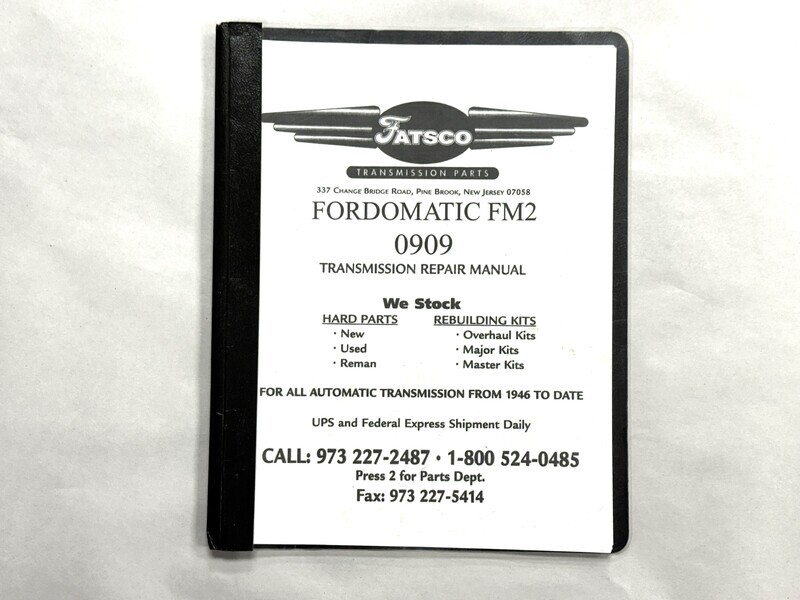 FATSCO
TRANSMISSION PARTS
337 Change Bridge Road, Pine Brook, New Jersey 07058
FORDOMATIC FM2
0909
TRANSMISSION REPAIR MANUAL
We Stock
HARD PARTS REBUILDING KITS
· New · Overhaul Kits
· Used · Major Kits
· Reman · Master Kits
FOR ALL AUTOMATIC TRANSMISSION FROM 1946 TO DATE
UPS and Federal Express Shipment Daily
CALL: 973 227-2487 · 1-800 524-0485
Press 2 for Parts Dept.
Fax: 973 227-5414